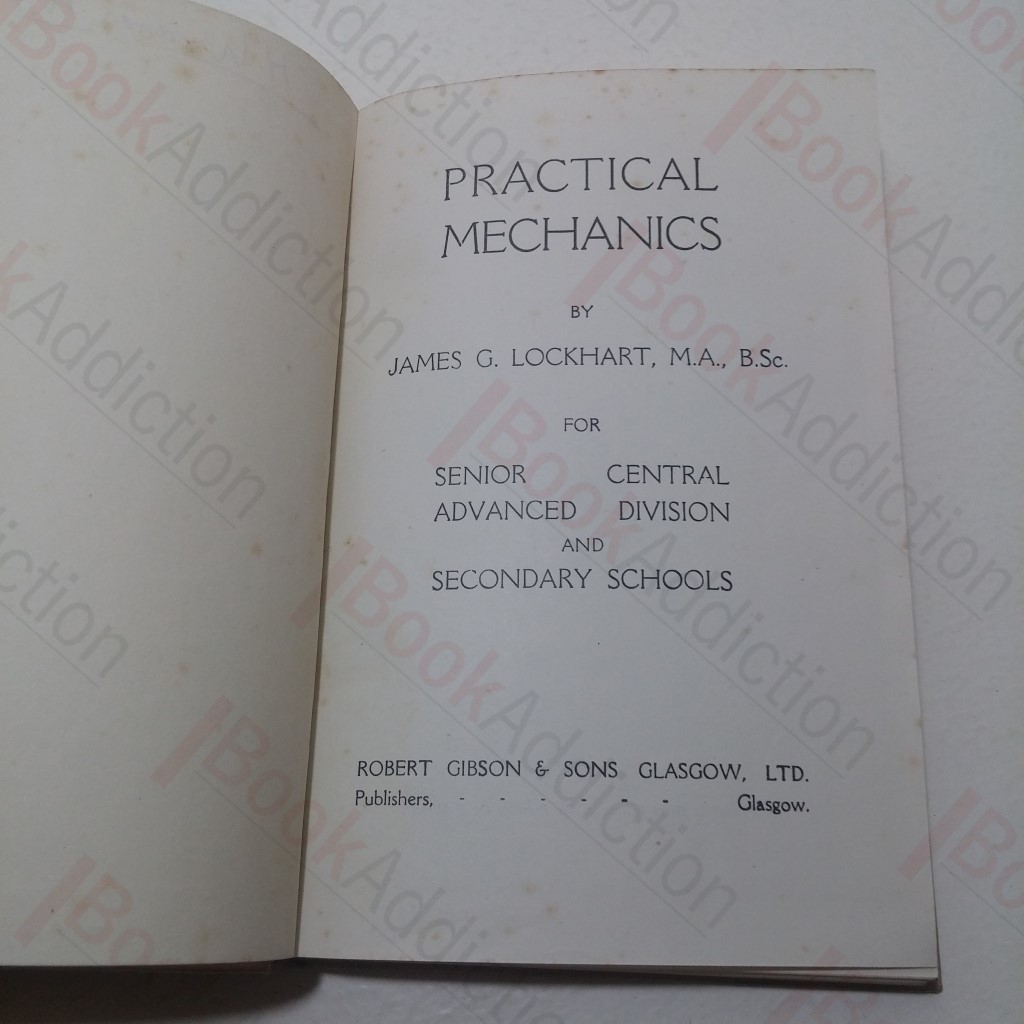 PRACTICAL
MECHANICS
BY
JAMES G. LOCKHART, M.A., B.Sc.
FOR
SENIOR CENTRAL
ADVANCED DIVISION
AND
SECONDARY SCHOOLS
ROBERT GIBSON & SONS GLASGOW, LTD.
Publishers, - - - - - - Glasgow.
BookAddiction